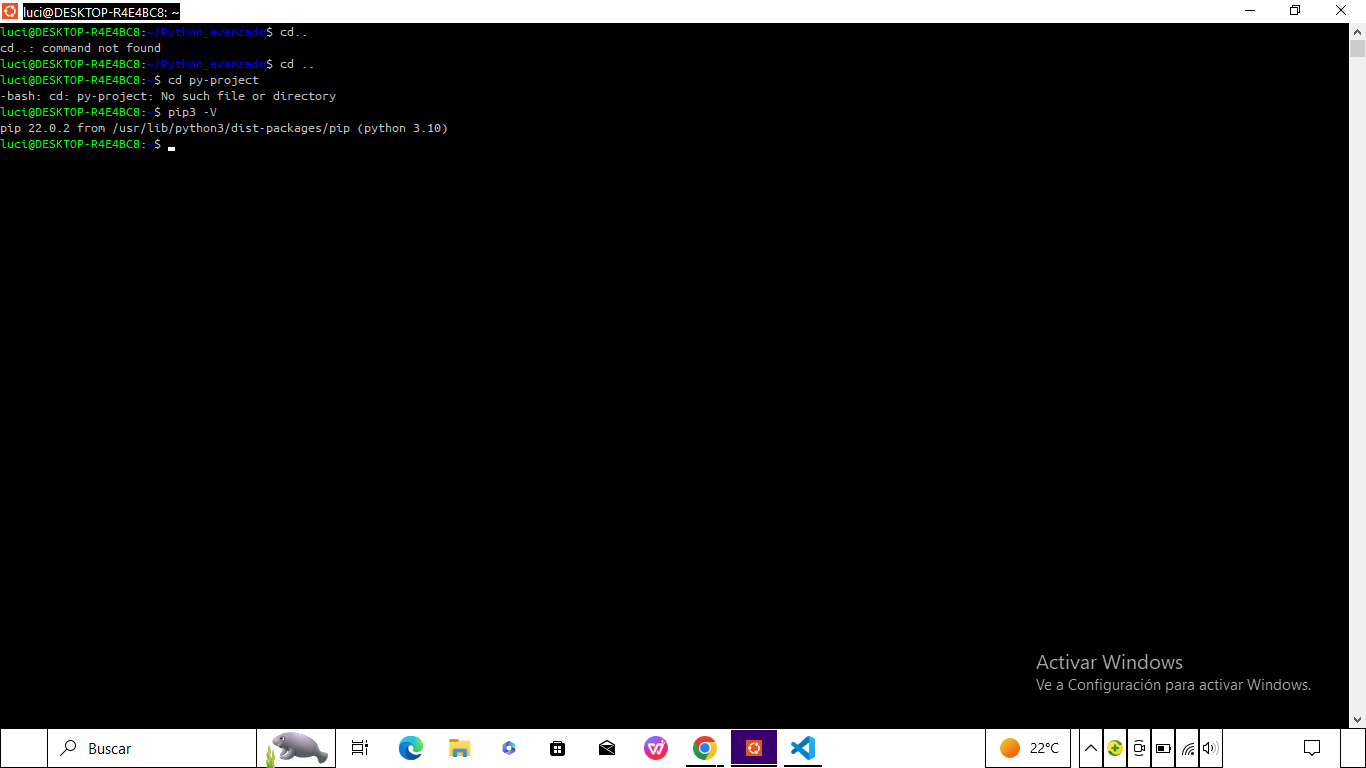 luci@DESKTOP-R4E4BC8: ~
luci@DESKTOP-R4E4BC8:~/Python_avanzado$ cd..
cd..: command not found
luci@DESKTOP-R4E4BC8:~/Python_avanzado$ cd ..
luci@DESKTOP-R4E4BC8:~$ cd py-project
-bash: cd: py-project: No such file or directory
luci@DESKTOP-R4E4BC8:~$ pip3 -V
pip 22.0.2 from /usr/lib/python3/dist-packages/pip (python 3.10)
luci@DESKTOP-R4E4BC8:~$
Activar Windows
Ve a Configuración para activar Windows.
Buscar
22°C